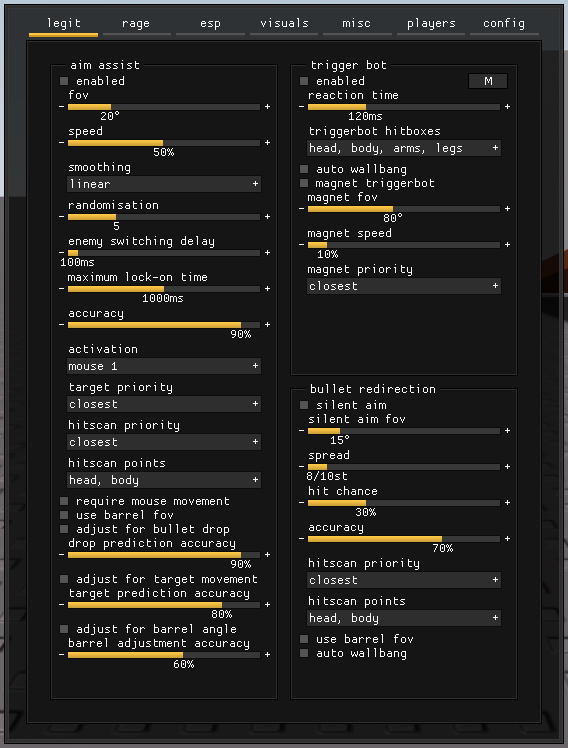 legit rage esp visuals misc players config
aim assist
enabled
fov
- +
20°
speed
- +
50%
smoothing
linear +
randomisation
- +
5
enemy switching delay
- +
100ms
maximum lock-on time
- +
1000ms
accuracy
- +
90%
activation
mouse 1 +
target priority
closest +
hitscan priority
closest +
hitscan points
head, body +
require mouse movement
use barrel fov
adjust for bullet drop
drop prediction accuracy
- +
90%
adjust for target movement
target prediction accuracy
- +
80%
adjust for barrel angle
barrel adjustment accuracy
- +
60%
trigger bot
enabled M
reaction time
- +
120ms
triggerbot hitboxes
head, body, arms, legs +
auto wallbang
magnet triggerbot
magnet fov
- +
80°
magnet speed
- +
10%
magnet priority
closest +
bullet redirection
silent aim
silent aim fov
- +
15°
spread
- +
8/10st
hit chance
- +
30%
accuracy
- +
70%
hitscan priority
closest +
hitscan points
head, body +
use barrel fov
auto wallbang